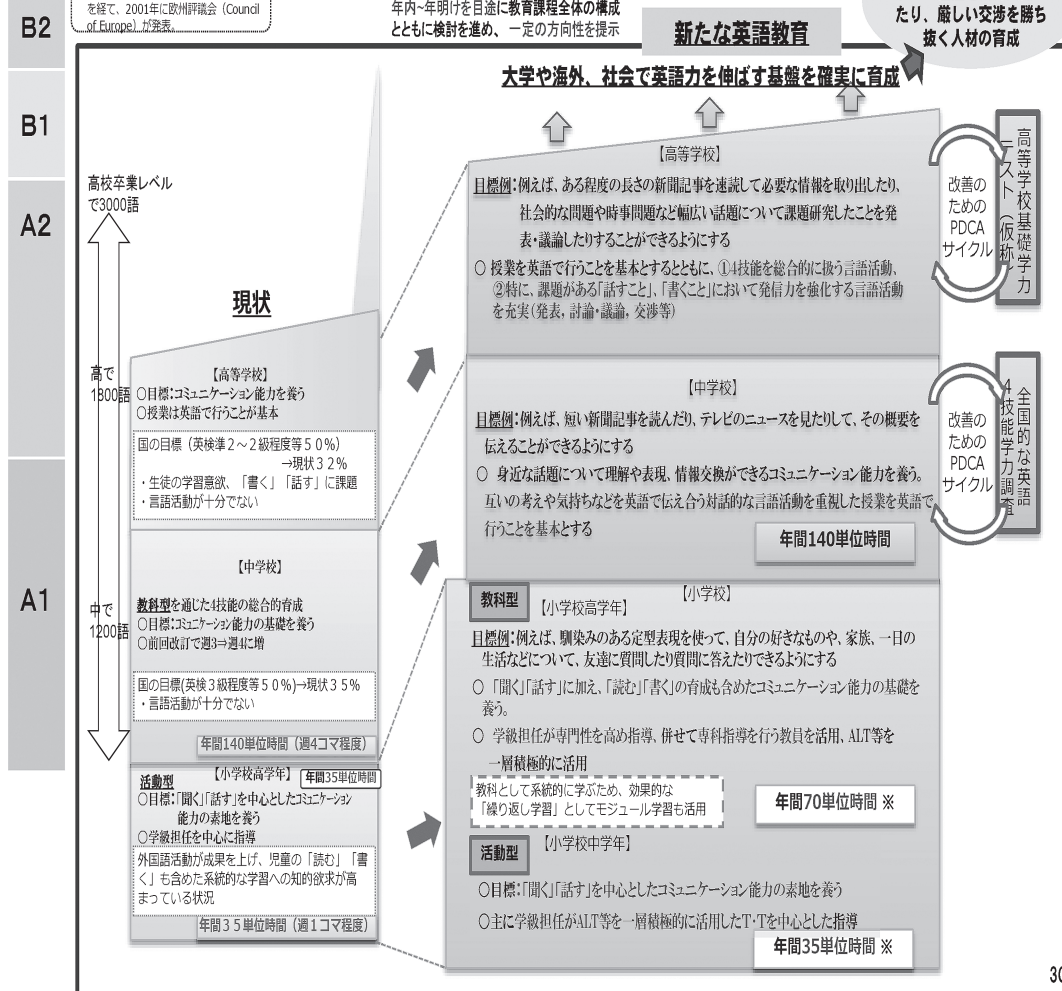 を経て、2001年に欧州評議会（Council
of Europe）が発表。
年内~年明けを目途に教育課程全体の構成
とともに検討を進め、一定の方向性を提示
新たな英語教育
たり、厳しい交渉を勝ち
抜く人材の育成
大学や海外、社会で英語力を伸ばす基盤を確実に育成
B2
B1
A2
A1
高校卒業レベル
で3000語
高で
1800語
中で
1200語
現状
【高等学校】
○目標：コミュニケーション能力を養う
○授業は英語で行うことが基本
国の目標（英検準２～２級程度等５０％）
→現状３２％
・生徒の学習意欲、「書く」「話す」に課題
・言語活動が十分でない
【中学校】
教科型を通じた4技能の総合的育成
○目標：コミュニケーション能力の基礎を養う
○前回改訂で週3⇒週4に増
国の目標(英検３級程度等５０％)→現状３５％
・言語活動が十分でない
年間140単位時間（週4コマ程度）
活動型
【小学校高学年】
年間35単位時間
○目標：「聞く」「話す」を中心としたコミュニケーション
能力の素地を養う
○学級担任を中心に指導
外国語活動が成果を上げ、児童の「読む」「書
く」も含めた系統的な学習への知的欲求が高
まっている状況
年間３５単位時間（週１コマ程度）
【高等学校】
目標例：例えば、ある程度の長さの新聞記事を速読して必要な情報を取り出したり、
社会的な問題や時事問題など幅広い話題について課題研究したことを発
表・議論したりすることができるようにする
○ 授業を英語で行うことを基本とするとともに、①4技能を総合的に扱う言語活動、
②特に、課題がある「話すこと」、「書くこと」において発信力を強化する言語活動
を充実(発表，討論・議論，交渉等)
【中学校】
目標例：例えば、短い新聞記事を読んだり、テレビのニュースを見たりして、その概要を
伝えることができるようにする
○ 身近な話題について理解や表現、情報交換ができるコミュニケーション能力を養う。
互いの考えや気持ちなどを英語で伝え合う対話的な言語活動を重視した授業を英語で
行うことを基本とする
年間140単位時間
教科型
【小学校高学年】
【小学校】
目標例：例えば、馴染みのある定型表現を使って、自分の好きなものや、家族、一日の
生活などについて、友達に質問したり質問に答えたりできるようにする
○ 「聞く」「話す」に加え、「読む」「書く」の育成も含めたコミュニケーション能力の基礎を
養う。
○ 学級担任が専門性を高め指導、併せて専科指導を行う教員を活用、ALT等を
一層積極的に活用
教科として系統的に学ぶため、効果的な
「繰り返し学習」としてモジュール学習も活用
年間70単位時間 ※
活動型
【小学校中学年】
○目標：「聞く」「話す」を中心としたコミュニケーション能力の素地を養う
○主に学級担任がALT等を一層積極的に活用したT・Tを中心とした指導
年間35単位時間 ※
改善の
ための
PDCA
サイクル
高等学校基礎学力
テスト（仮称）
改善の
ための
PDCA
サイクル
全国的な英語
4技能学力調査